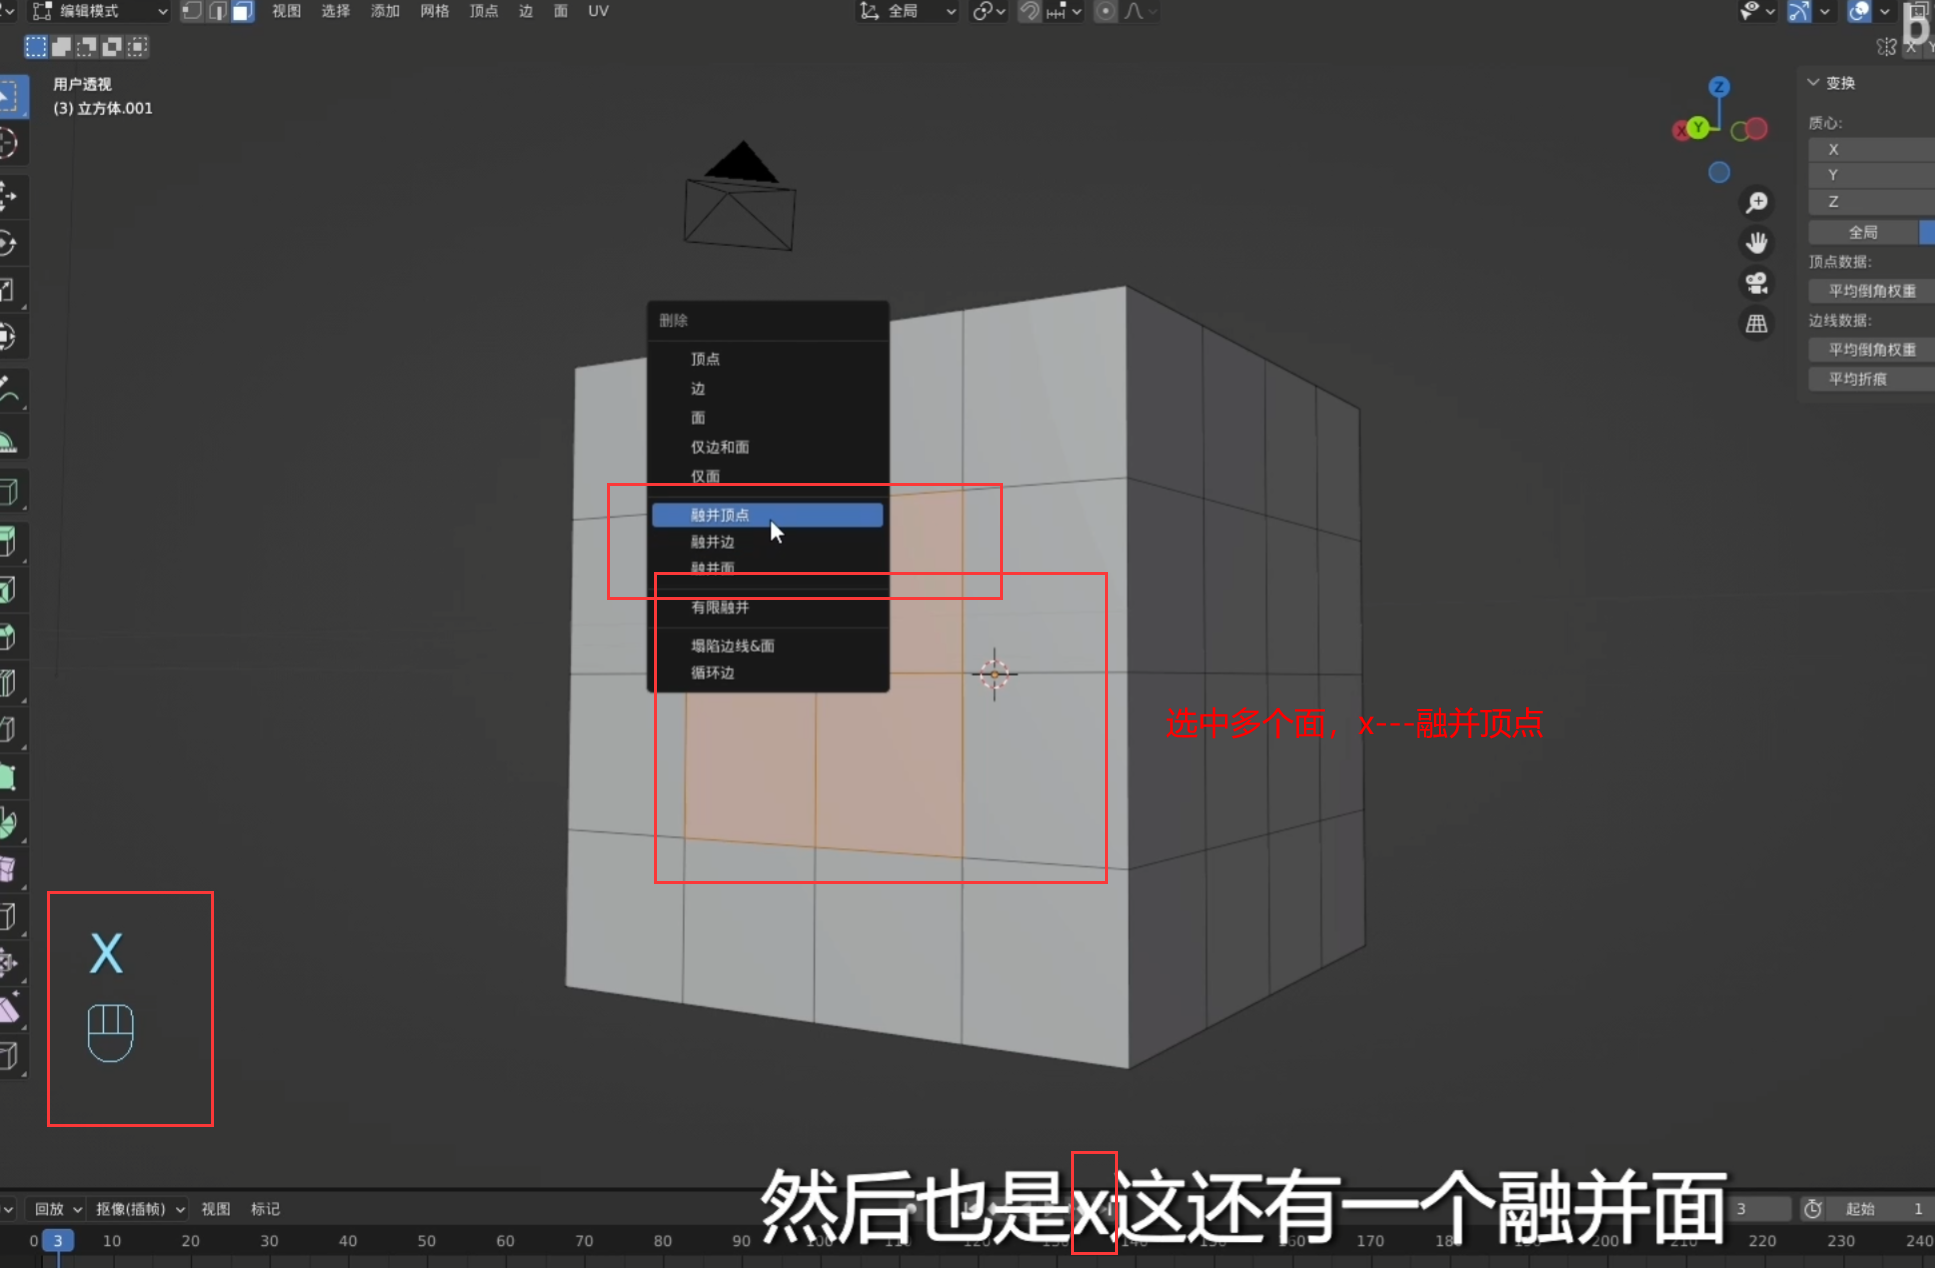 编辑模式 视图 选择 添加 网格 顶点 边 面 UV 全局
用户透视
(3) 立方体.001
Z
X Y
变换
质心:
X
Y
Z
全局
顶点数据:
平均倒角权重
边线数据:
平均倒角权重
平均折痕
删除
顶点
边
面
仅边和面
仅面
融并顶点
融并边
融并面
有限融并
塌陷边线&面
循环边
选中多个面，x---融并顶点
X
然后也是x这还有一个融并面
回放 抠像(插帧) 视图 标记 3 起始 1
0 3 10 20 30 40 50 60 70 80 90 170 220 230 240